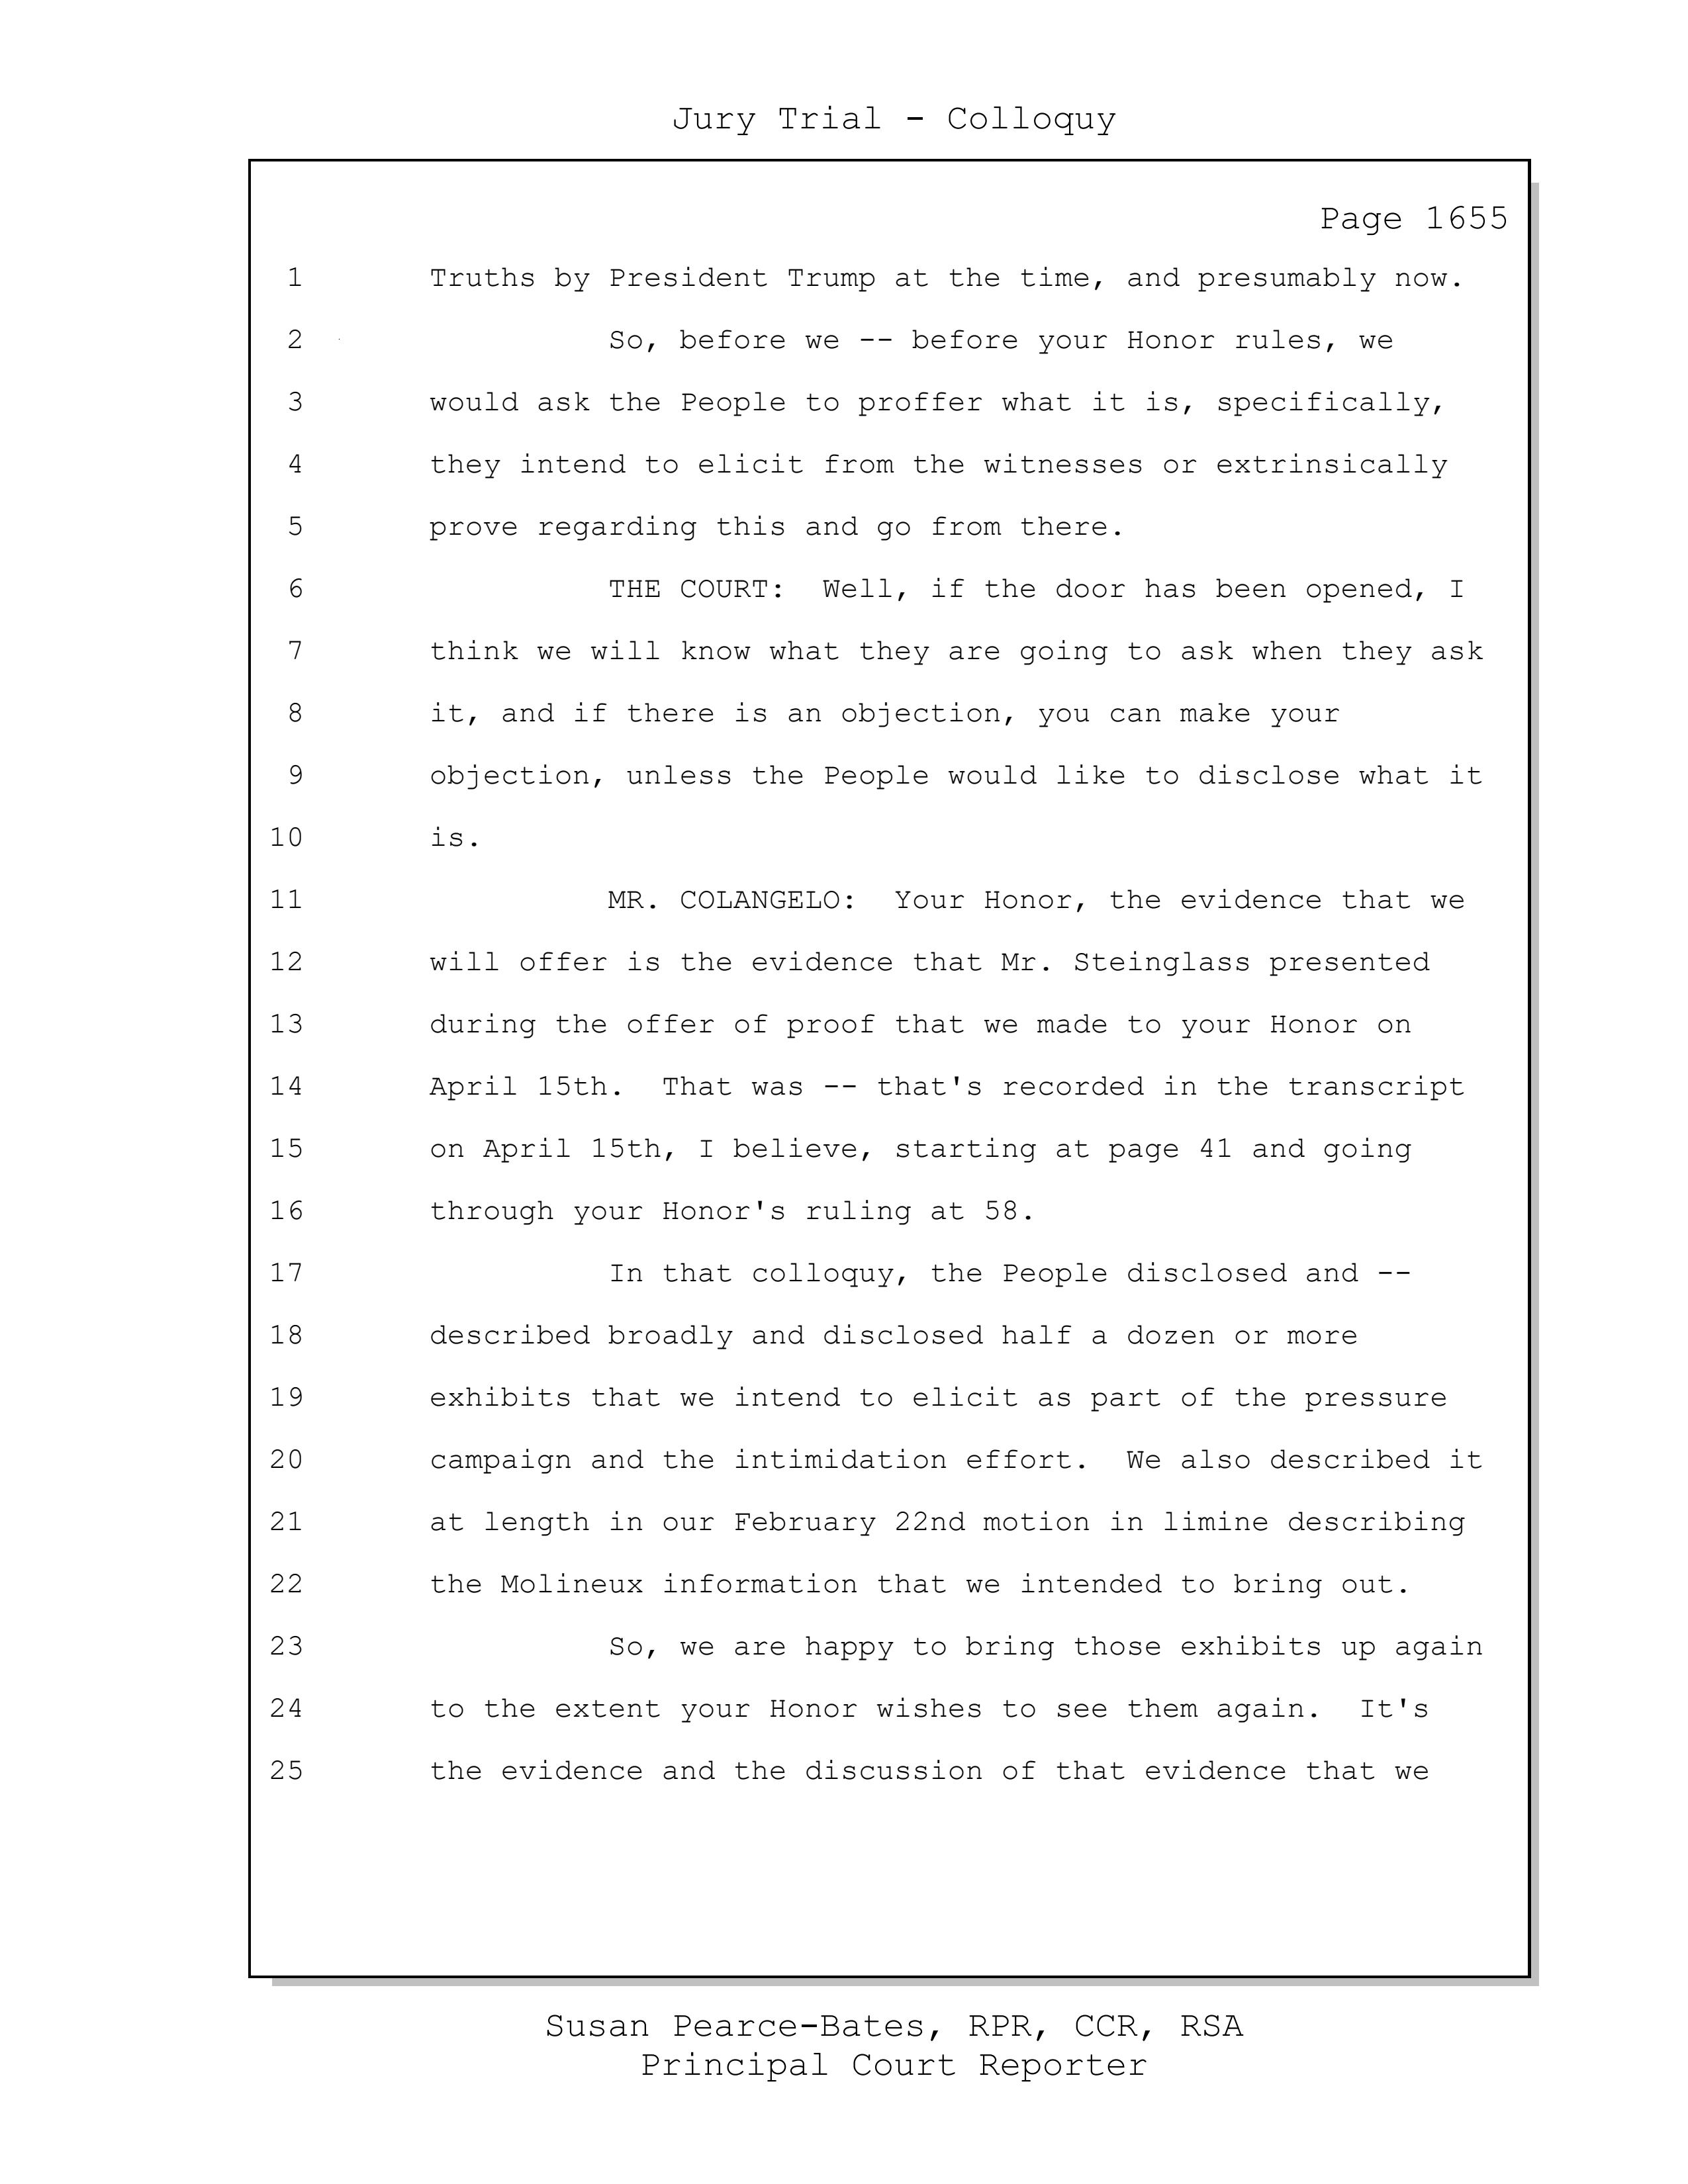 Jury Trial - Colloquy
Page 1655
1 Truths by President Trump at the time, and presumably now.
2 So, before we -- before your Honor rules, we
3 would ask the People to proffer what it is, specifically,
4 they intend to elicit from the witnesses or extrinsically
5 prove regarding this and go from there.
6 THE COURT: Well, if the door has been opened, I
7 think we will know what they are going to ask when they ask
8 it, and if there is an objection, you can make your
9 objection, unless the People would like to disclose what it
10 is.
11 MR. COLANGELO: Your Honor, the evidence that we
12 will offer is the evidence that Mr. Steinglass presented
13 during the offer of proof that we made to your Honor on
14 April 15th. That was -- that's recorded in the transcript
15 on April 15th, I believe, starting at page 41 and going
16 through your Honor's ruling at 58.
17 In that colloquy, the People disclosed and --
18 described broadly and disclosed half a dozen or more
19 exhibits that we intend to elicit as part of the pressure
20 campaign and the intimidation effort. We also described it
21 at length in our February 22nd motion in limine describing
22 the Molineux information that we intended to bring out.
23 So, we are happy to bring those exhibits up again
24 to the extent your Honor wishes to see them again. It's
25 the evidence and the discussion of that evidence that we
Susan Pearce-Bates, RPR, CCR, RSA
Principal Court Reporter